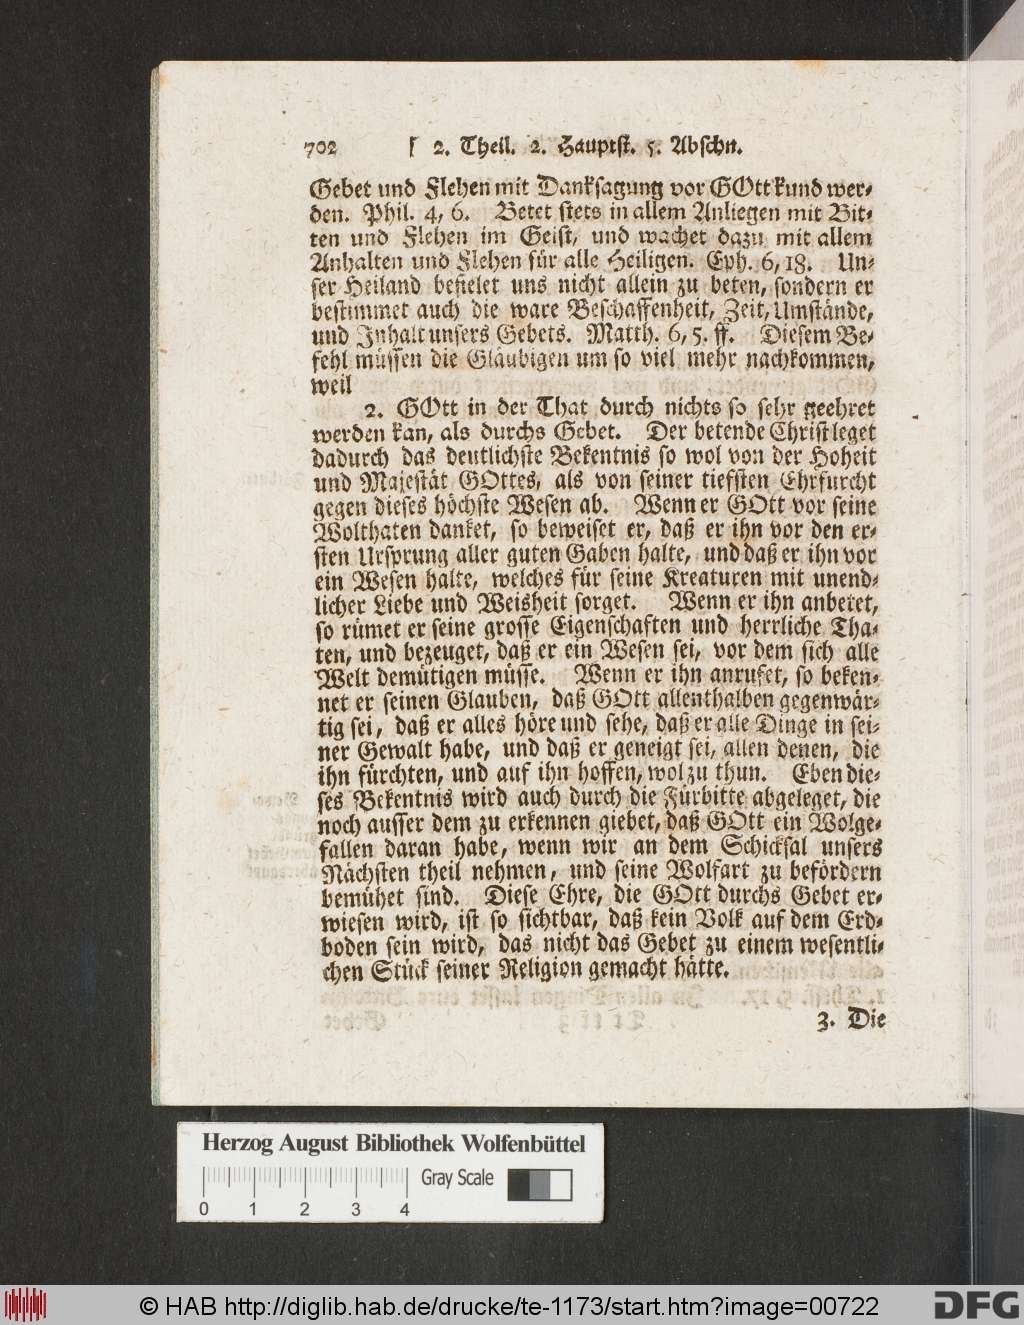 702 ſ 2. Theil. 2. Hauptſt. 5. Abſchn.
Gebet und Flehen mit Dankſagung vor GOtt kund wer⸗
den. Phil. 4, 6. Betet ſtets in allem Anliegen mit Bit⸗
ten und Flehen im Geiſt, und wachet dazu mit allem
Anhalten und Flehen für alle Heiligen. Eph. 6, 18. Un⸗
ſer Heiland befielet uns nicht allein zu beten, ſondern er
beſtimmet auch die ware Beſchaffenheit, Zeit, Umſtände,
und Inhalt unſers Gebets. Matth. 6, 5. ff. Dieſem Be⸗
fehl müſſen die Gläubigen um ſo viel mehr nachkommen,
weil
2. GOtt in der That durch nichts ſo ſehr geehret
werden kan, als durchs Gebet. Der betende Chriſt leget
dadurch das deutlichſte Bekentnis ſo wol von der Hoheit
und Majeſtät GOttes, als von ſeiner tiefſten Ehrfurcht
gegen dieſes höchſte Weſen ab. Wenn er GOtt vor ſeine
Wolthaten danket, ſo beweiſet er, daß er ihn vor den er⸗
ſten Urſprung aller guten Gaben halte, und daß er ihn vor
ein Weſen halte, welches für ſeine Kreaturen mit unend⸗
licher Liebe und Weisheit ſorget. Wenn er ihn anbetet,
ſo rümet er ſeine groſſe Eigenſchaften und herrliche Tha⸗
ten, und bezeuget, daß er ein Weſen ſei, vor dem ſich alle
Welt demütigen müſſe. Wenn er ihn anrufet, ſo beken⸗
net er ſeinen Glauben, daß GOtt allenthalben gegenwär⸗
tig ſei, daß er alles höre und ſehe, daß er alle Dinge in ſei⸗
ner Gewalt habe, und daß er geneigt ſei, allen denen, die
ihn fürchten, und auf ihn hoffen, wol zu thun. Eben die⸗
ſes Bekentnis wird auch durch die Fürbitte abgeleget, die
noch auſſer dem zu erkennen giebet, daß GOtt ein Wolge⸗
fallen daran habe, wenn wir an dem Schickſal unſers
Nächſten theil nehmen, und ſeine Wolfart zu befördern
bemühet ſind. Dieſe Ehre, die GOtt durchs Gebet er⸗
wieſen wird, iſt ſo ſichtbar, daß kein Volk auf dem Erd⸗
boden ſein wird, das nicht das Gebet zu einem weſentli⸗
chen Stück ſeiner Religion gemacht hätte.
3. Die
Herzog August Bibliothek Wolfenbüttel
Gray Scale
0 1 2 3 4
© HAB http://diglib.hab.de/drucke/te-1173/start.htm?image=00722
DFG